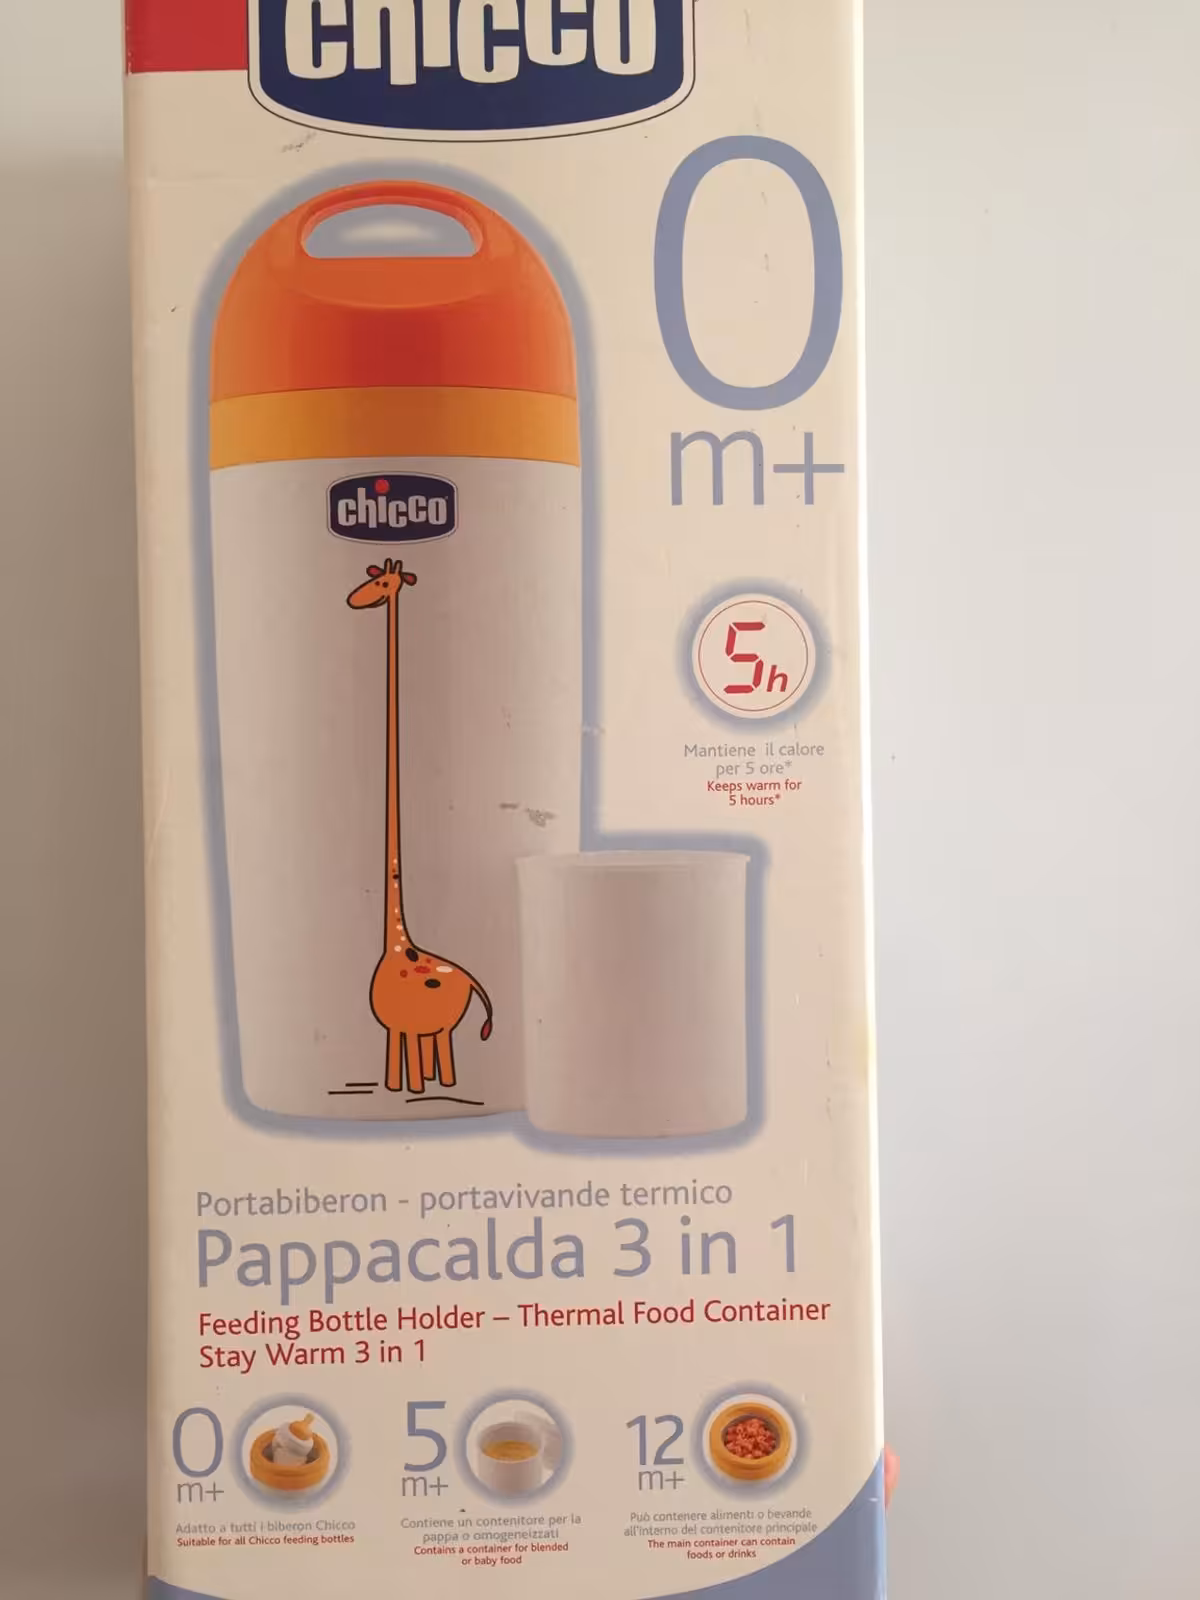 chicco
0
m+
chicco
5h
Mantiene il calore
per 5 ore*
Keeps warm for
5 hours*
Portabiberon - portavivande termico
Pappacalda 3 in 1
Feeding Bottle Holder – Thermal Food Container
Stay Warm 3 in 1
0
m+
Adatto a tutti i biberon Chicco
Suitable for all Chicco feeding bottles
5
m+
Contiene un contenitore per la
pappa o omogeneizzati
Contains a container for blended
or baby food
12
m+
Può contenere alimenti o bevande
all'interno del contenitore principale
The main container can contain
foods or drinks